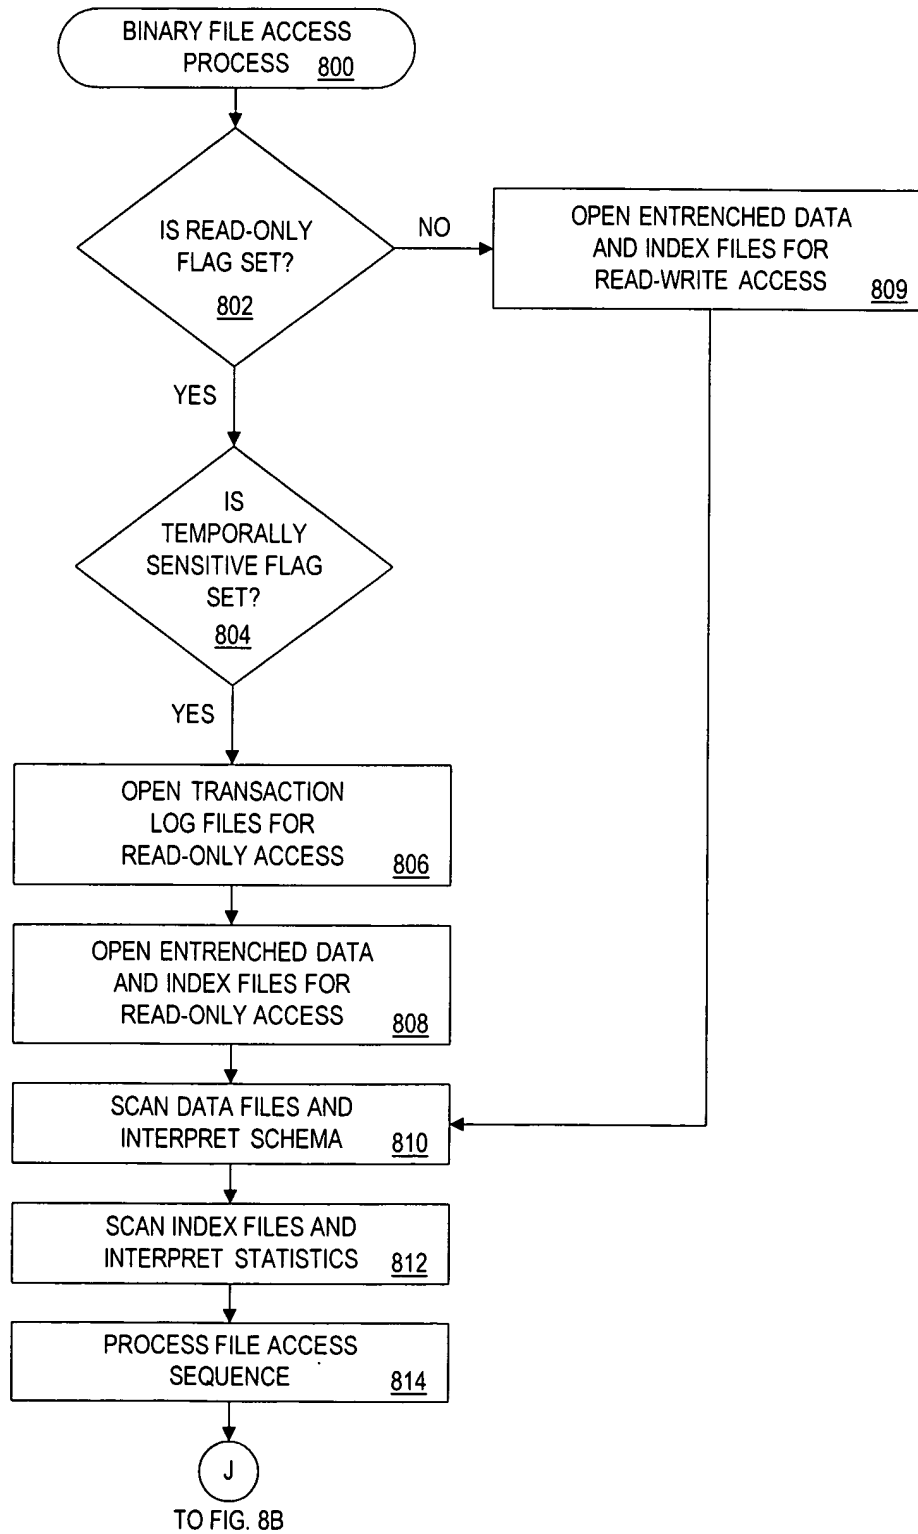 BINARY FILE ACCESS
PROCESS 800
IS READ-ONLY
FLAG SET?
802
NO
OPEN ENTRENCHED DATA
AND INDEX FILES FOR
READ-WRITE ACCESS 809
YES
IS
TEMPORALLY
SENSITIVE FLAG
SET?
804
YES
OPEN TRANSACTION
LOG FILES FOR
READ-ONLY ACCESS 806
OPEN ENTRENCHED DATA
AND INDEX FILES FOR
READ-ONLY ACCESS 808
SCAN DATA FILES AND
INTERPRET SCHEMA 810
SCAN INDEX FILES AND
INTERPRET STATISTICS 812
PROCESS FILE ACCESS
SEQUENCE 814
J
TO FIG. 8B